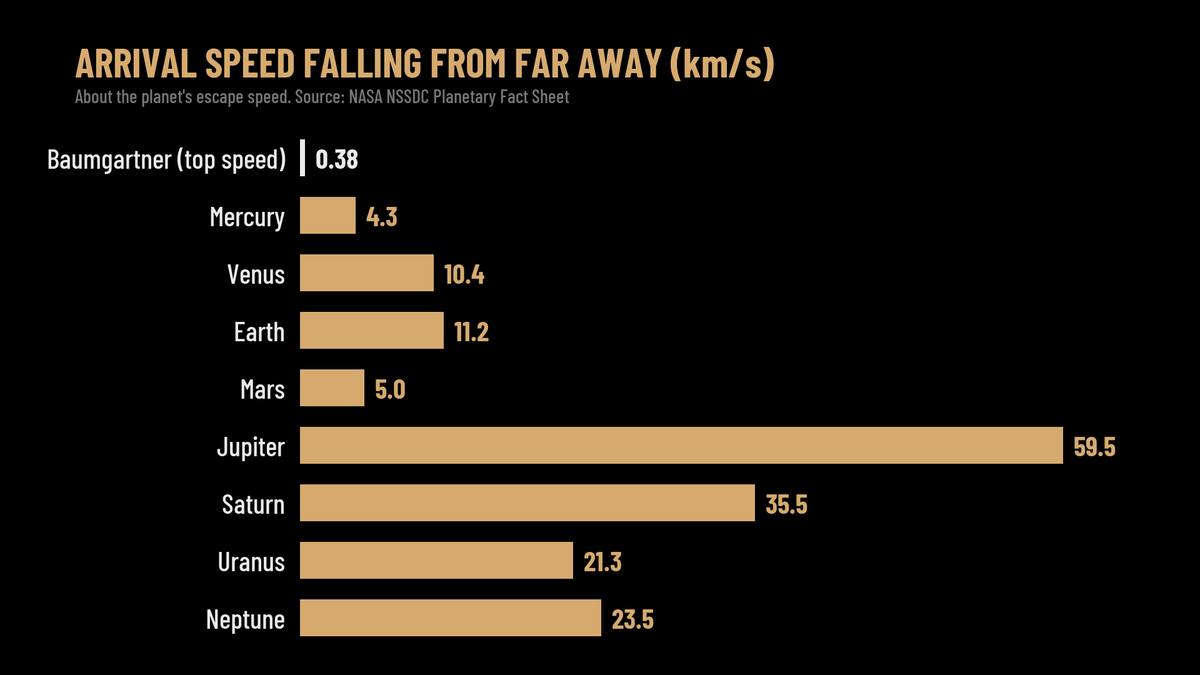 ARRIVAL SPEED FALLING FROM FAR AWAY (km/s)
About the planet's escape speed. Source: NASA NSSDC Planetary Fact Sheet
Baumgartner (top speed) 0.38
Mercury 4.3
Venus 10.4
Earth 11.2
Mars 5.0
Jupiter 59.5
Saturn 35.5
Uranus 21.3
Neptune 23.5